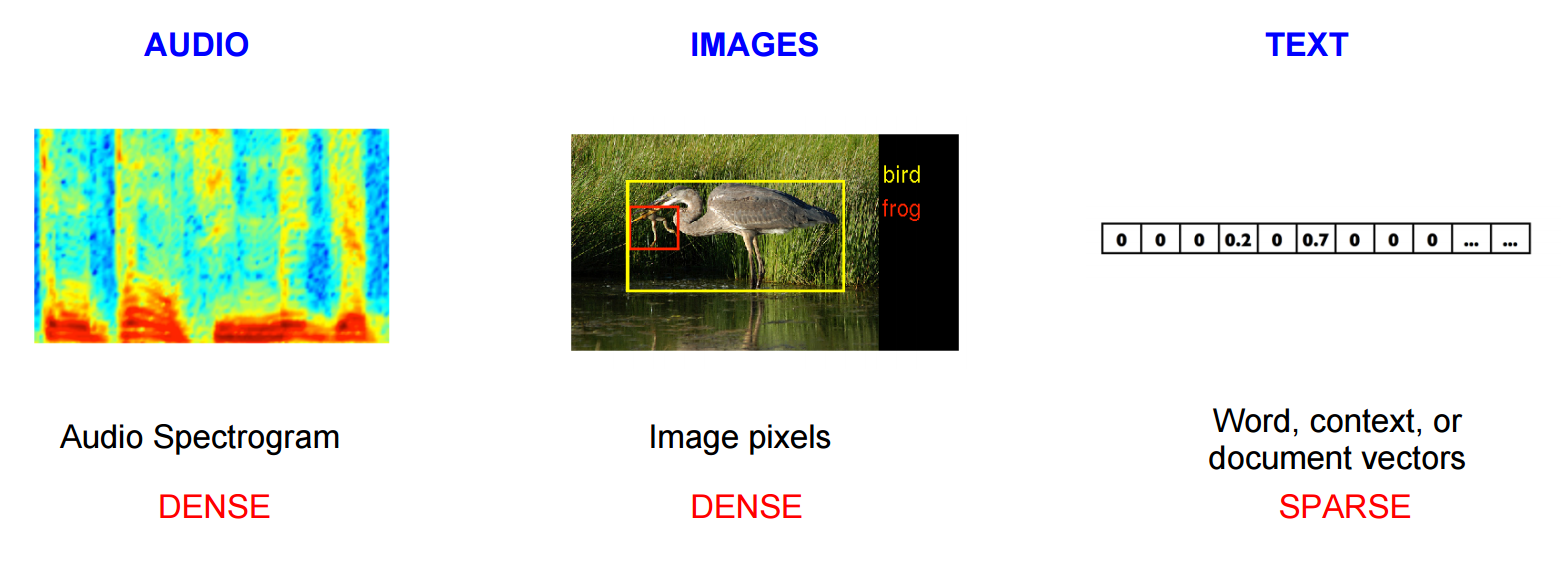 AUDIO
IMAGES
TEXT
bird
frog
0 0 0 0.2 0 0.7 0 0 0 ... ...
Audio Spectrogram
Image pixels
Word, context, or
document vectors
DENSE
DENSE
SPARSE